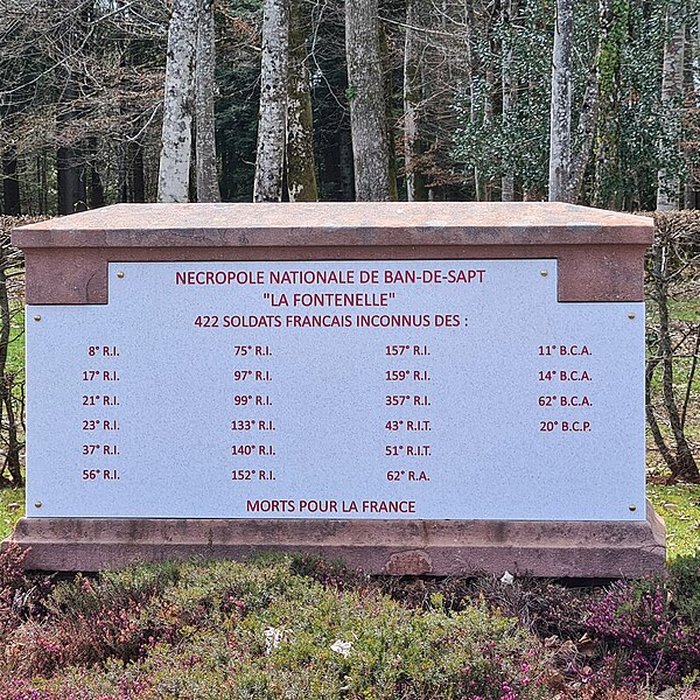 NECROPOLE NATIONALE DE BAN-DE-SAPT
"LA FONTENELLE"
422 SOLDATS FRANCAIS INCONNUS DES :
8° R.I. 75° R.I. 157° R.I. 11° B.C.A.
17° R.I. 97° R.I. 159° R.I. 14° B.C.A.
21° R.I. 99° R.I. 357° R.I. 62° B.C.A.
23° R.I. 133° R.I. 43° R.I.T. 20° B.C.P.
37° R.I. 140° R.I. 51° R.I.T.
56° R.I. 152° R.I. 62° R.A.
MORTS POUR LA FRANCE